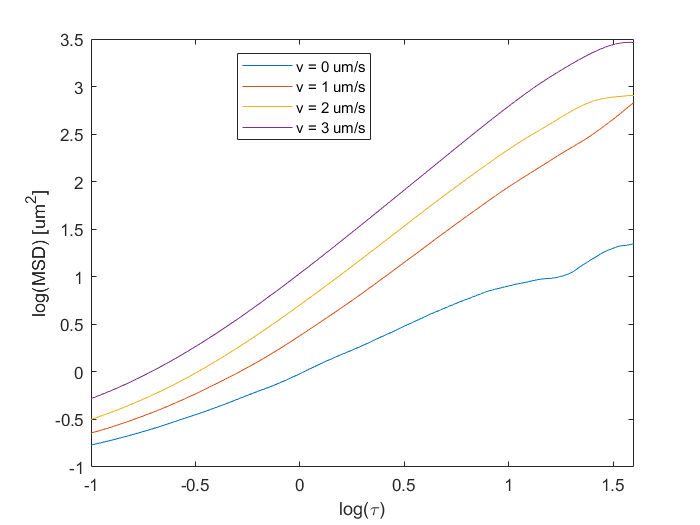 3.5
3
2.5
2
1.5
1
0.5
0
-0.5
-1
log(MSD) [um²]
v = 0 um/s
v = 1 um/s
v = 2 um/s
v = 3 um/s
-1 -0.5 0 0.5 1 1.5
log(τ)